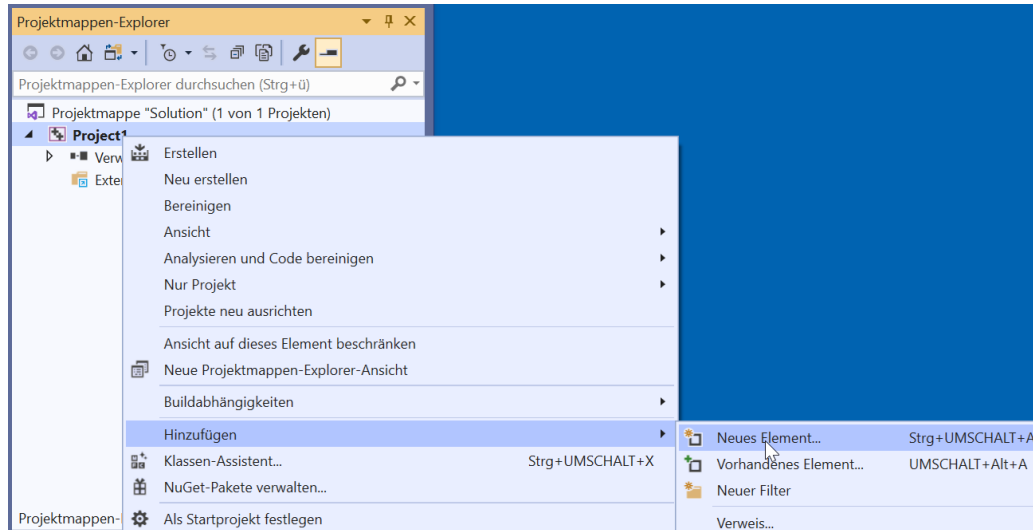 Projektmappen-Explorer
Projektmappen-Explorer durchsuchen (Strg+ü)
Projektmappe "Solution" (1 von 1 Projekten)
Project1
Erstellen
Neu erstellen
Bereinigen
Ansicht
Analysieren und Code bereinigen
Nur Projekt
Projekte neu ausrichten
Ansicht auf dieses Element beschränken
Neue Projektmappen-Explorer-Ansicht
Buildabhängigkeiten
Hinzufügen
Neues Element... Strg+UMSCHALT+A
Klassen-Assistent... Strg+UMSCHALT+X
Vorhandenes Element... UMSCHALT+Alt+A
NuGet-Pakete verwalten...
Neuer Filter
Als Startprojekt festlegen
Verweis...